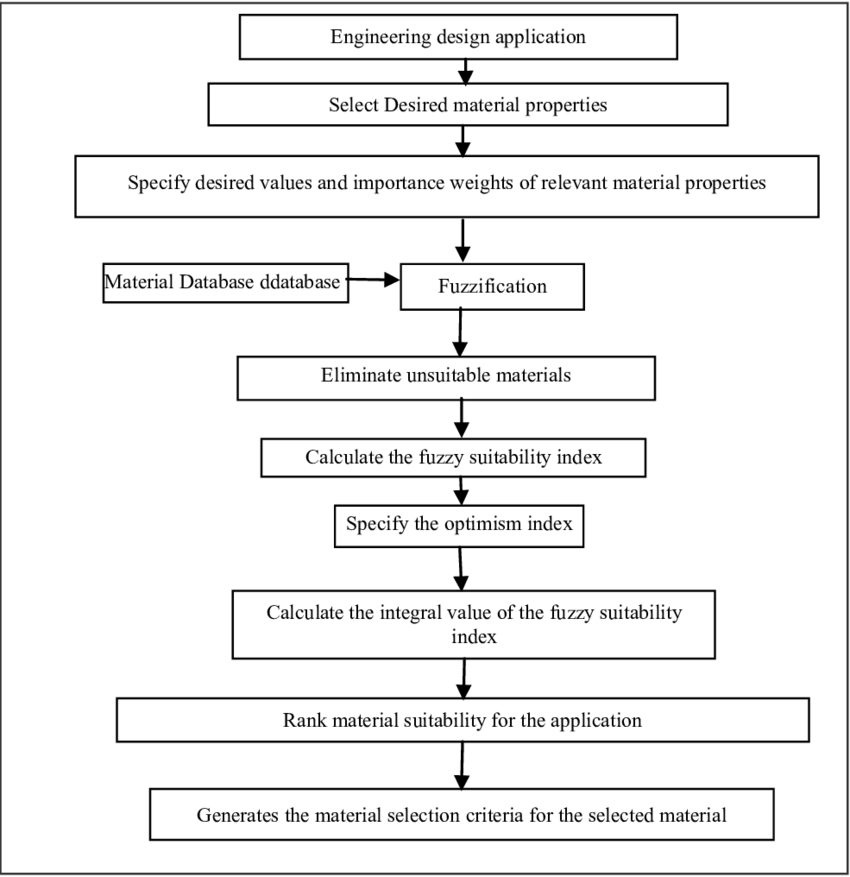 Engineering design application
Select Desired material properties
Specify desired values and importance weights of relevant material properties
Material Database ddatabase
Fuzzification
Eliminate unsuitable materials
Calculate the fuzzy suitability index
Specify the optimism index
Calculate the integral value of the fuzzy suitability
index
Rank material suitability for the application
Generates the material selection criteria for the selected material